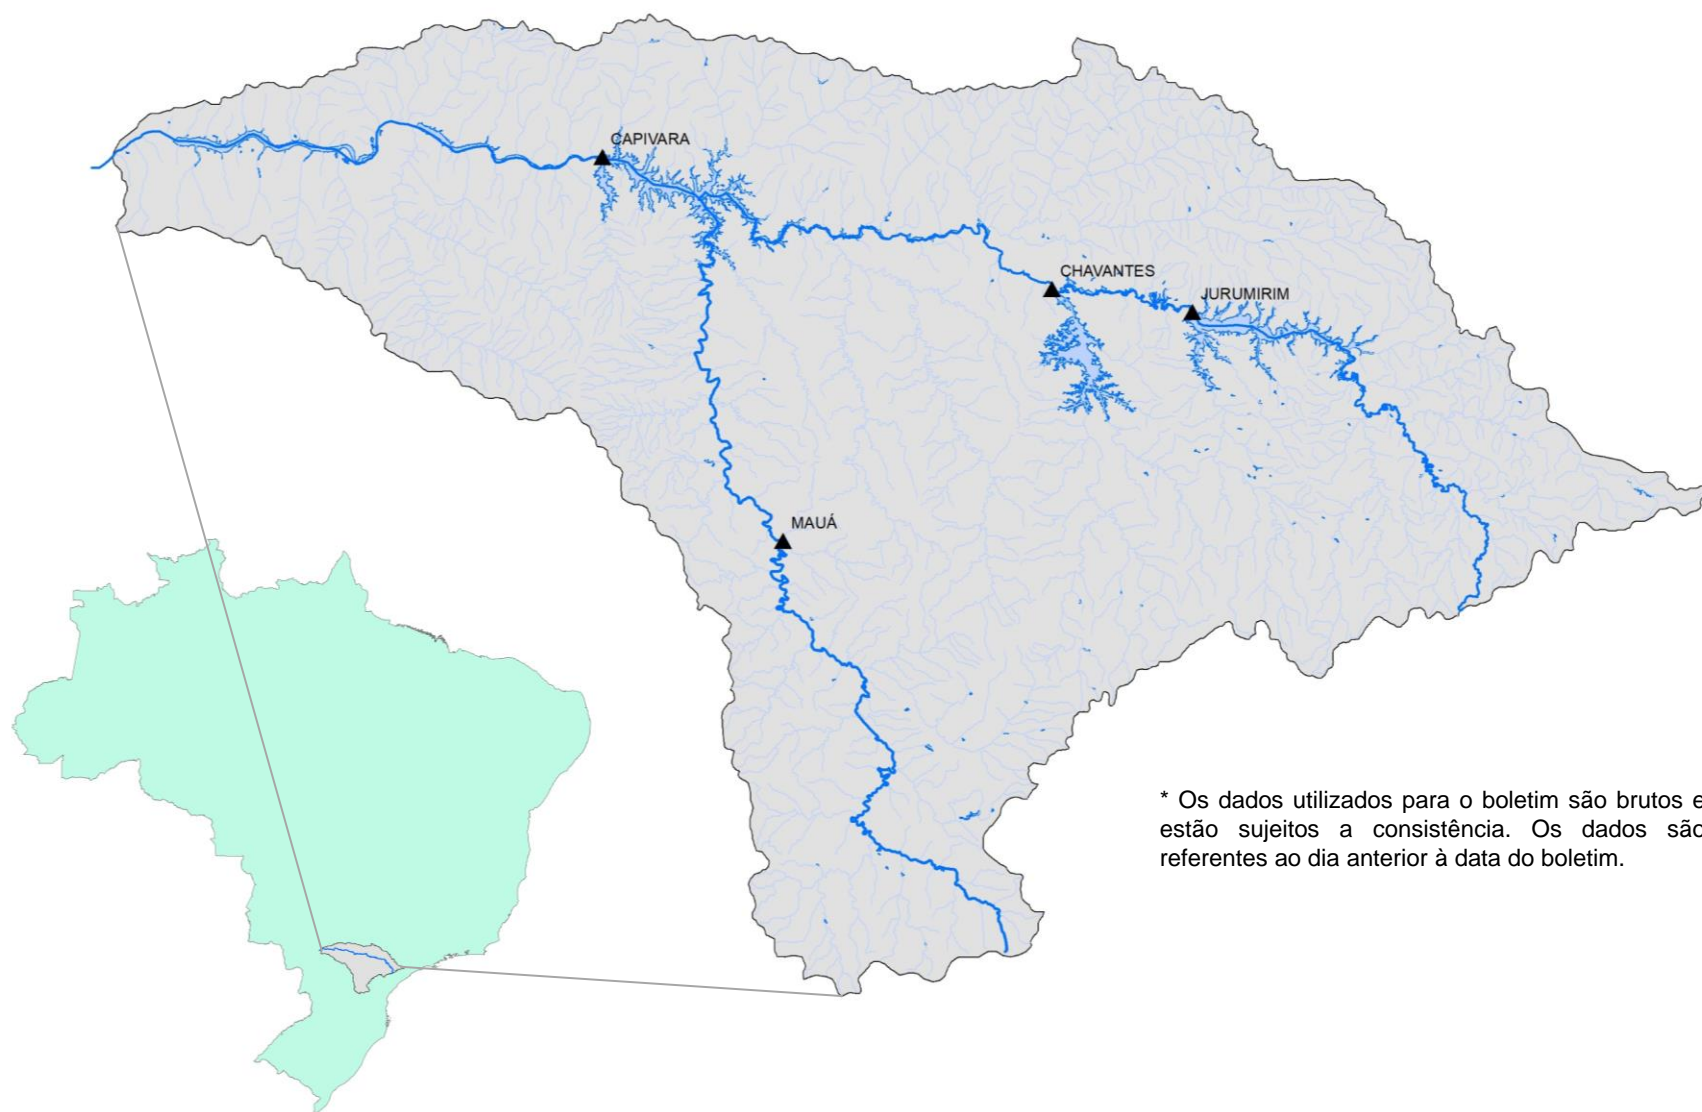 CAPIVARA
CHAVANTES
JURUMIRIM
MAUÁ
* Os dados utilizados para o boletim são brutos e
estão sujeitos a consistência. Os dados são
referentes ao dia anterior à data do boletim.